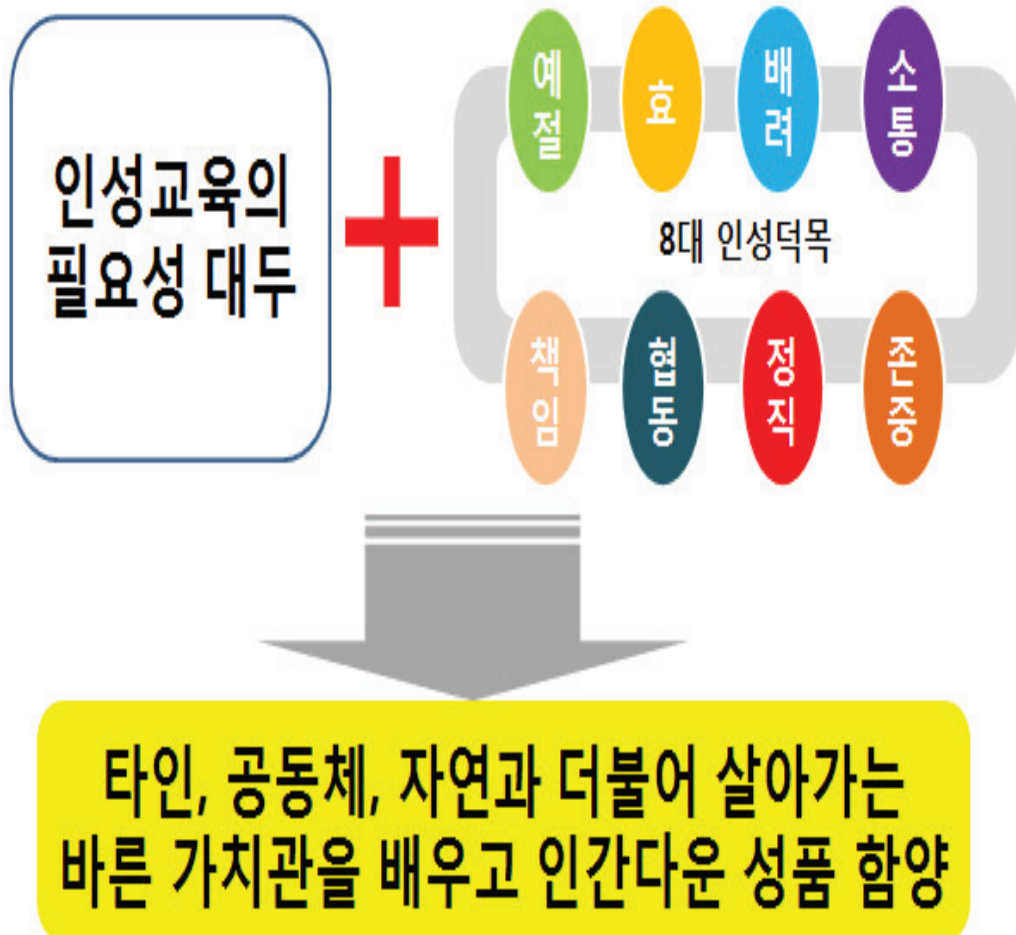 인성교육의
필요성 대두
예절
효
배려
소통
8대 인성덕목
책임
협동
정직
존중
타인, 공동체, 자연과 더불어 살아가는
바른 가치관을 배우고 인간다운 성품 함양